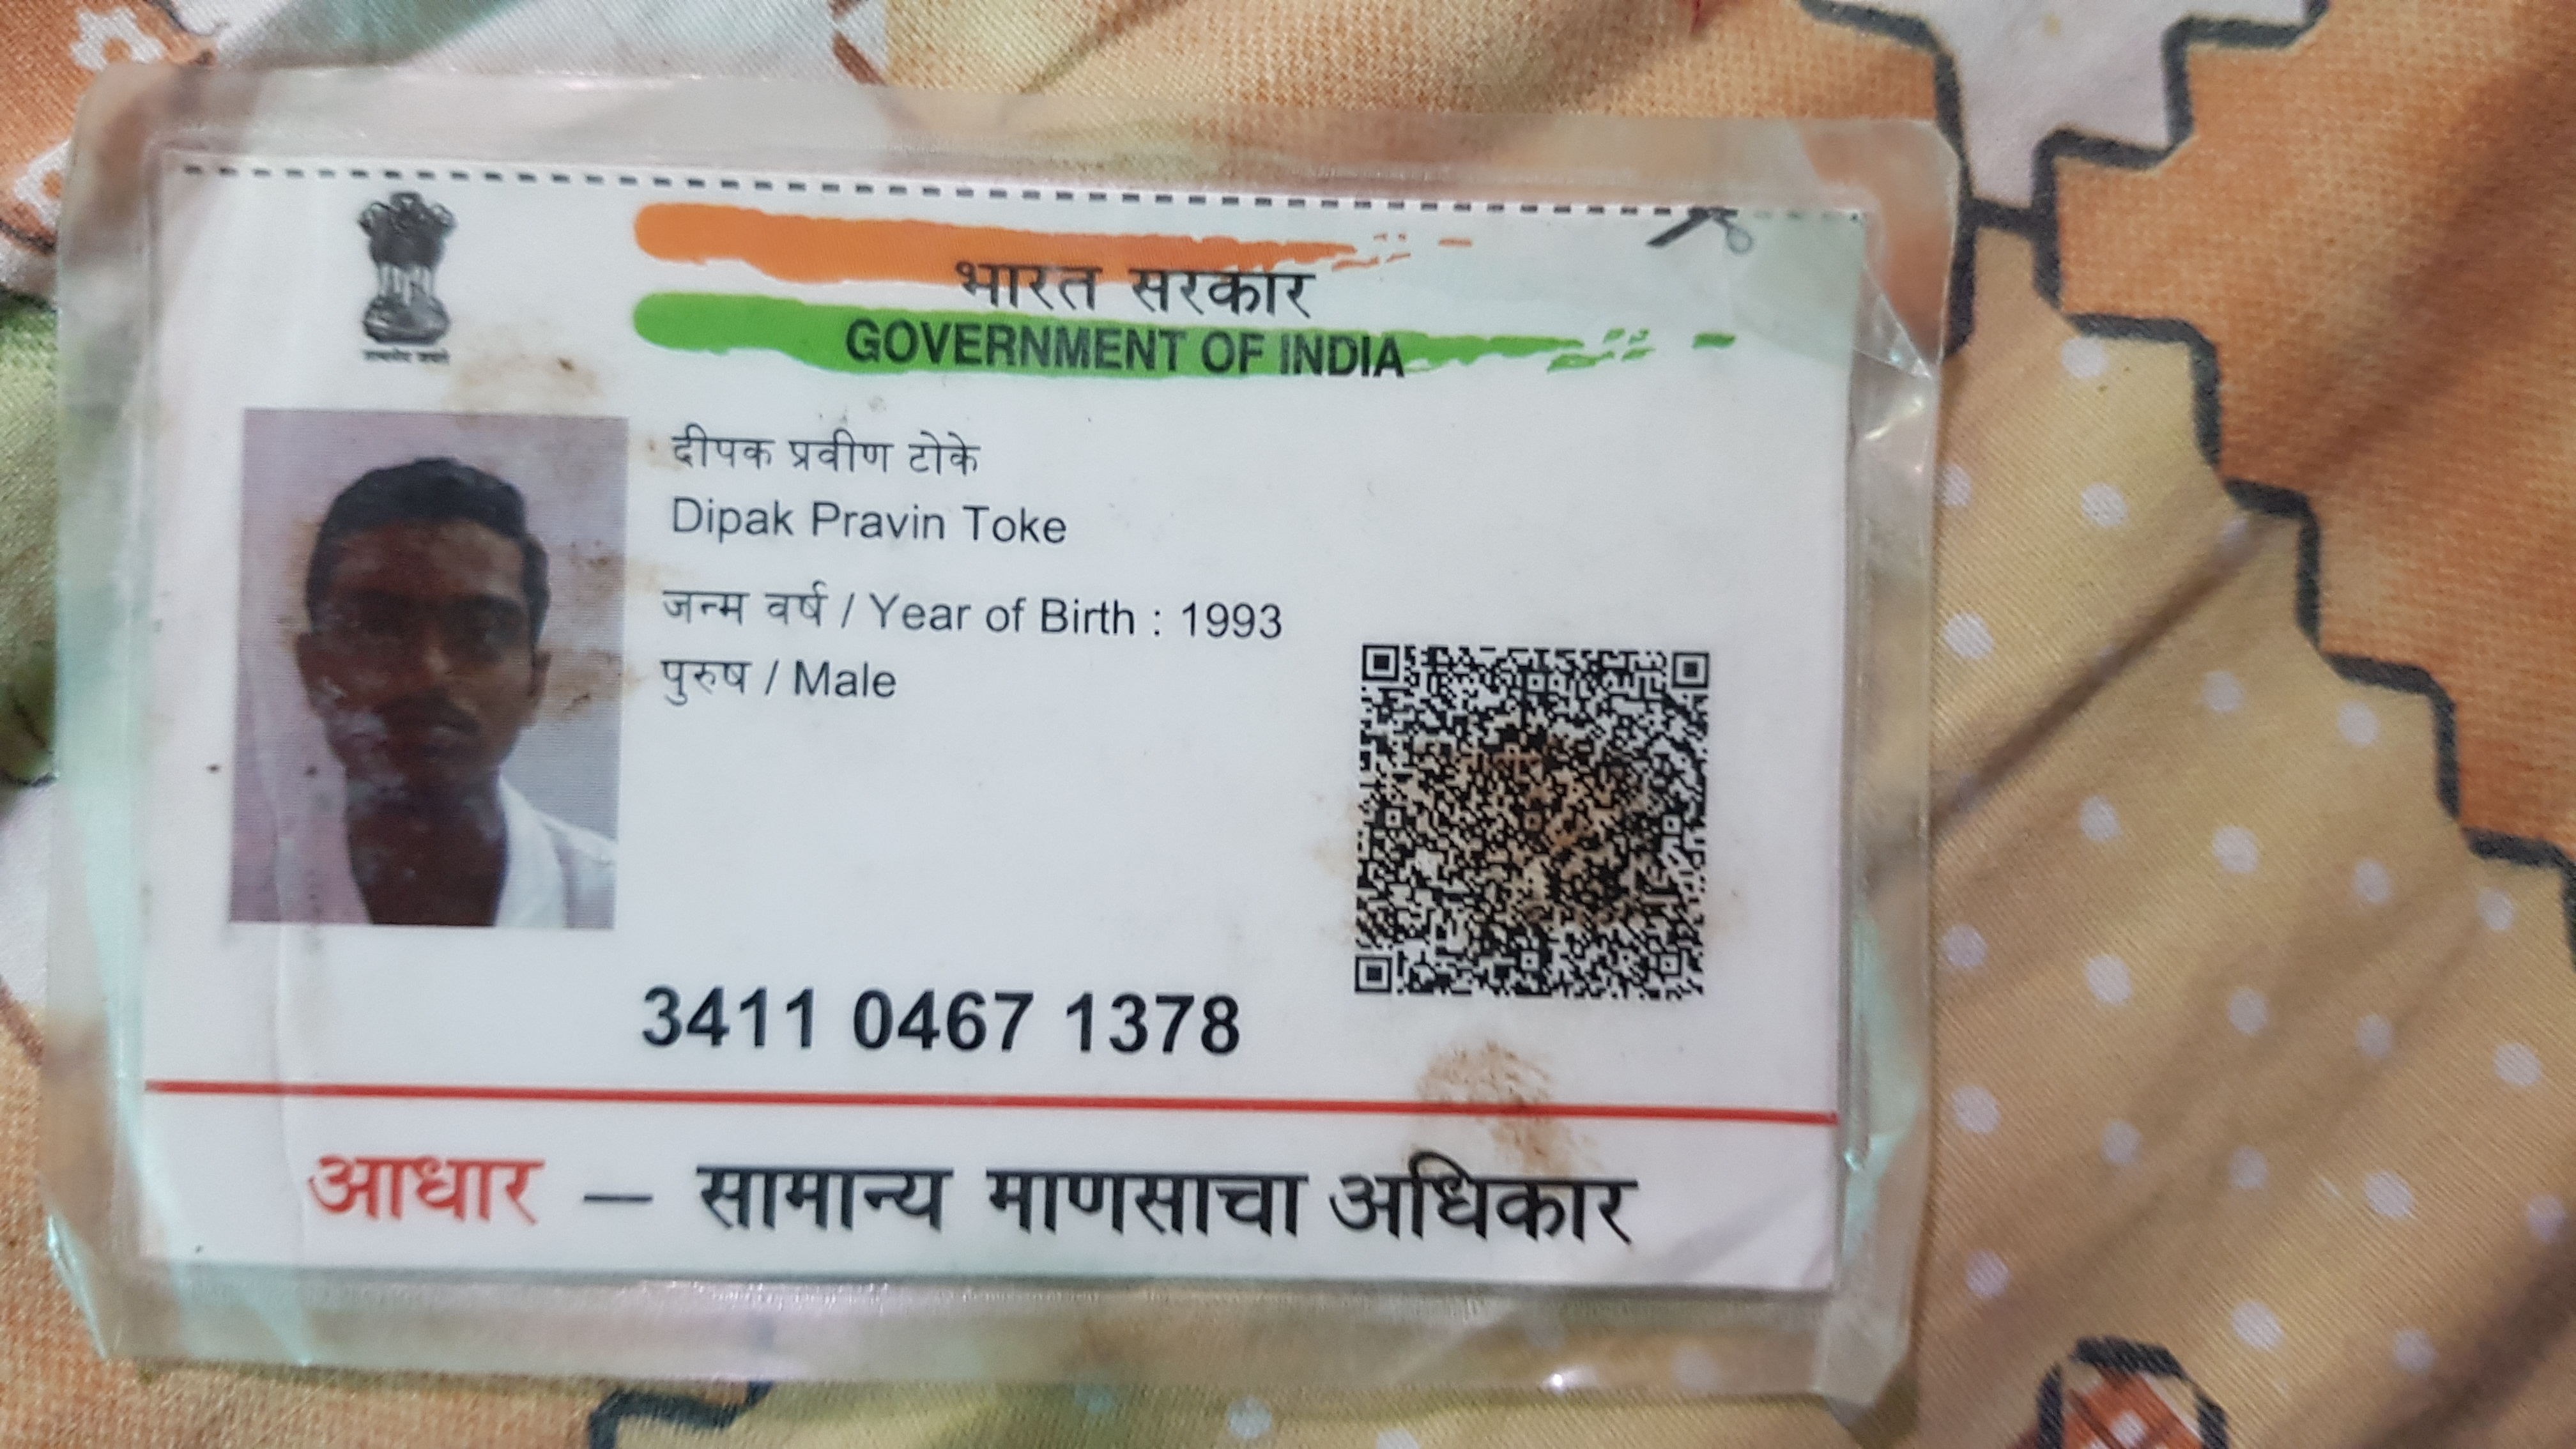 भारत सरकार
GOVERNMENT OF INDIA
दीपक प्रवीण टोके
Dipak Pravin Toke
जन्म वर्ष / Year of Birth : 1993
पुरुष / Male
3411 0467 1378
आधार – सामान्य माणसाचा अधिकार